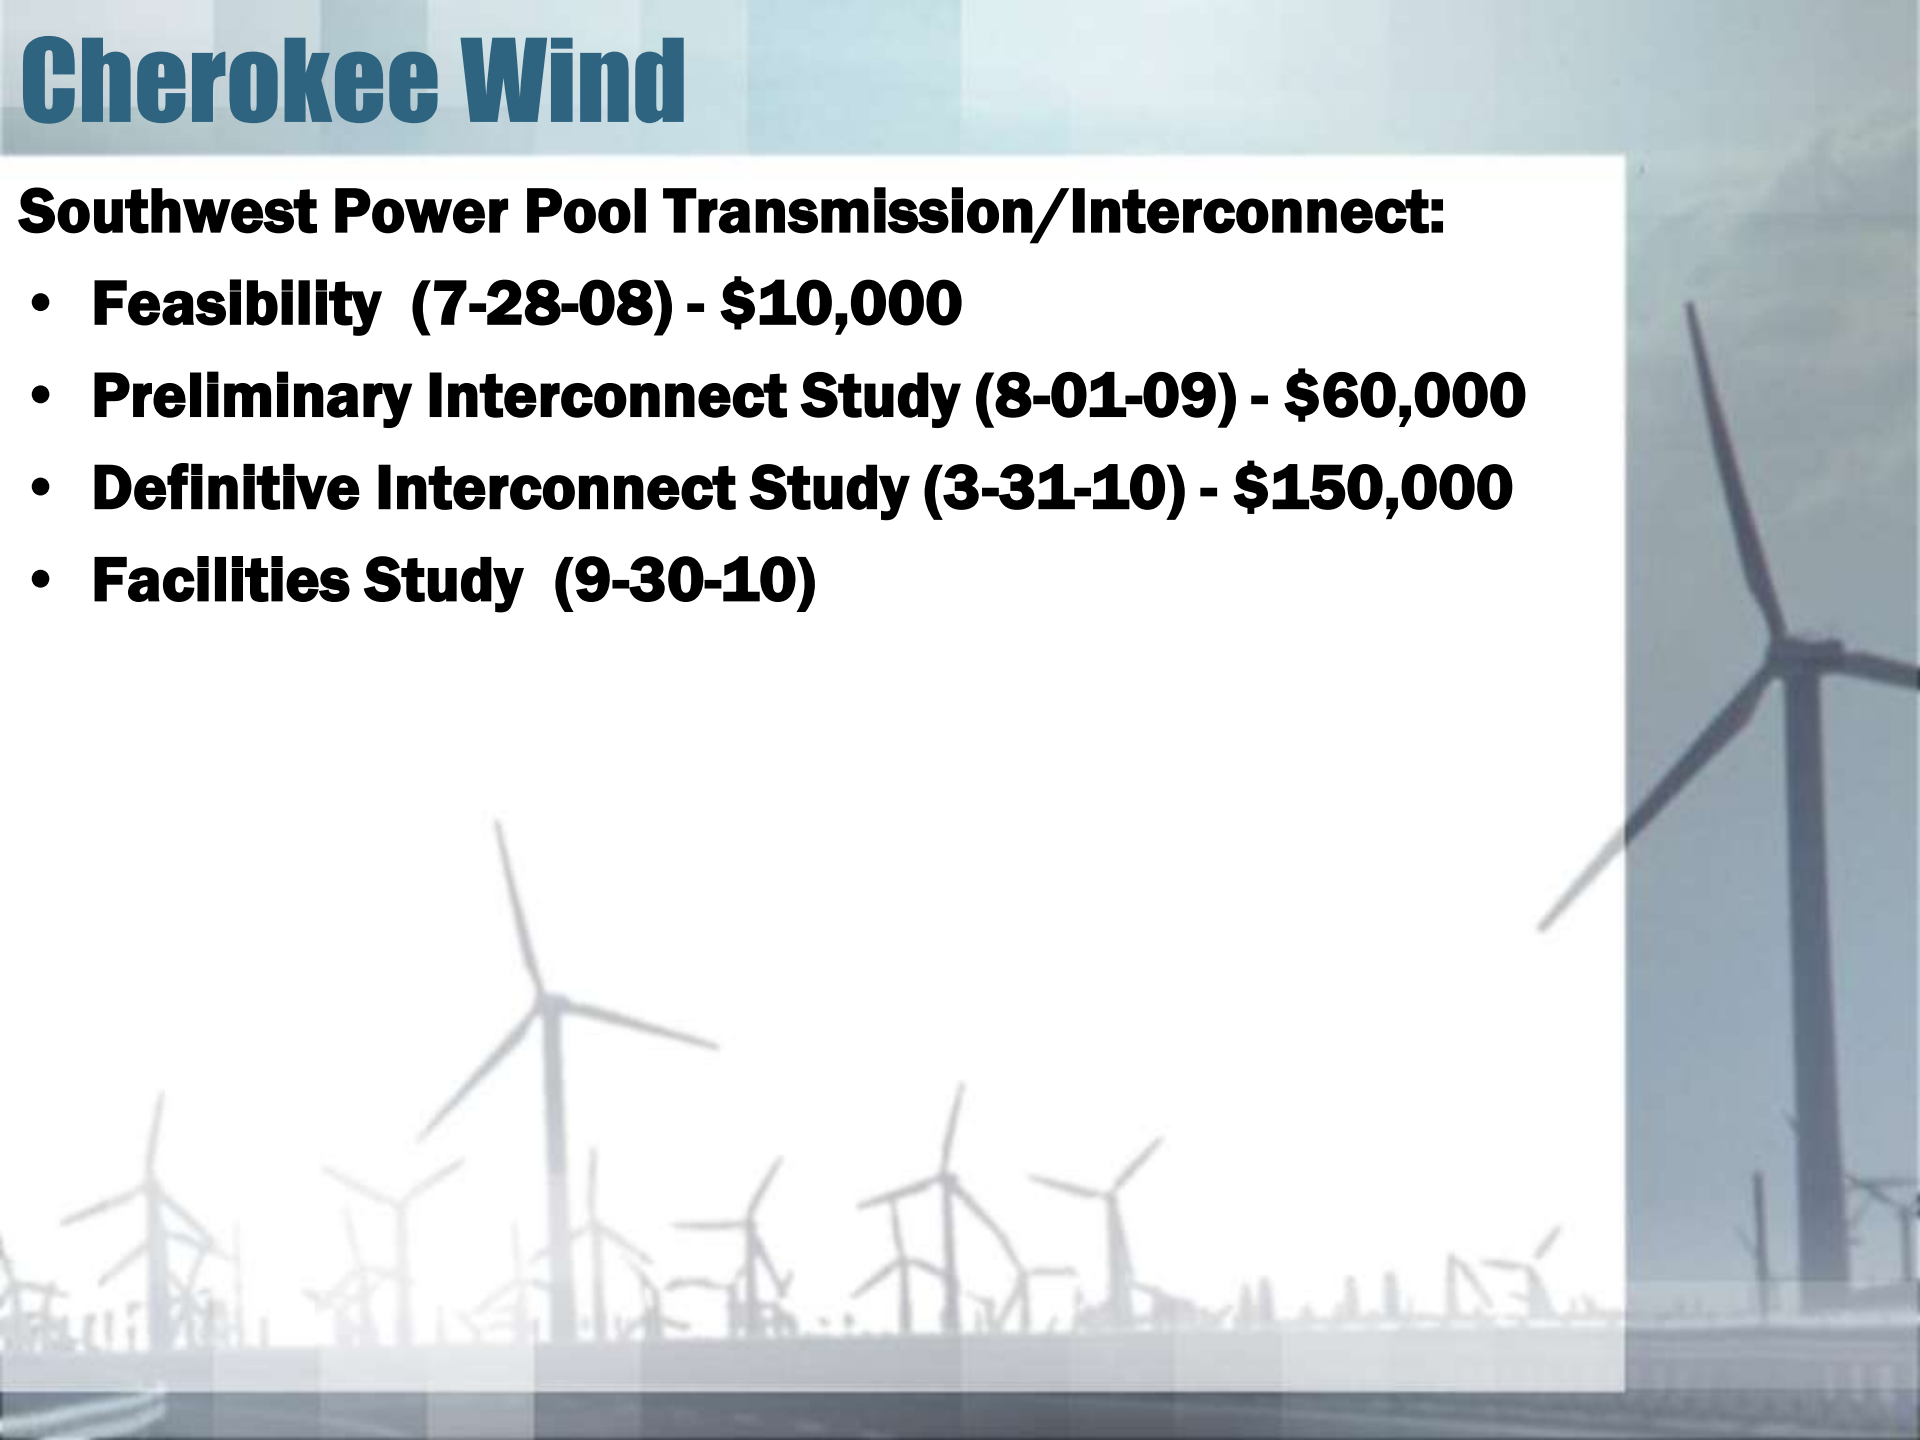 Cherokee Wind
Southwest Power Pool Transmission/Interconnect:
• Feasibility  (7-28-08) - $10,000
• Preliminary Interconnect Study (8-01-09) - $60,000
• Definitive Interconnect Study (3-31-10) - $150,000
• Facilities Study  (9-30-10)